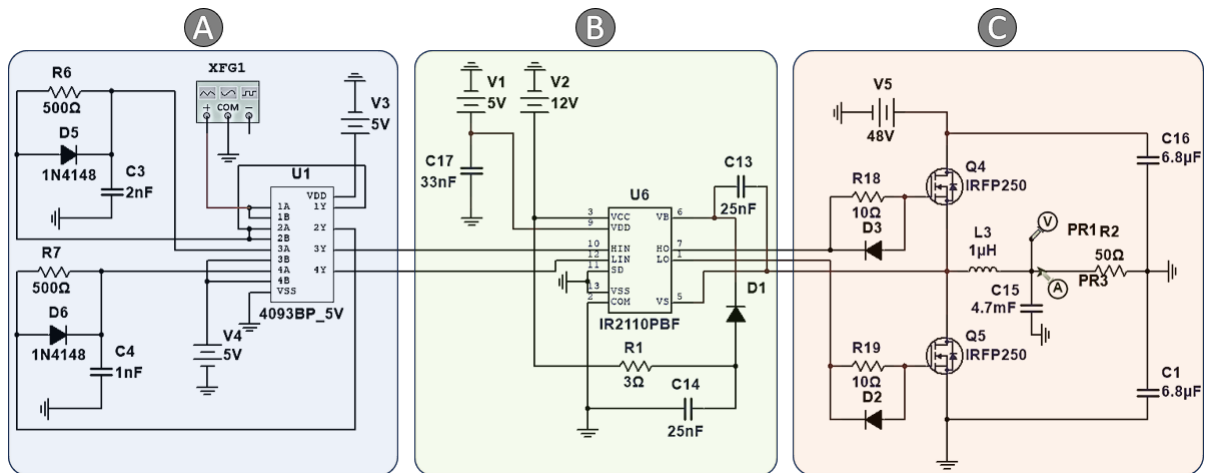 A
B
C
R6
500Ω
D5
1N4148
C3
2nF
XFG1
+ COM −
V3
5V
U1
VDD
1A
1B
2A
2B
3A
3B
4A
4B
VSS
1Y
2Y
3Y
4Y
4093BP_5V
R7
500Ω
D6
1N4148
C4
1nF
V4
5V
V1
5V
V2
12V
C17
33nF
C13
25nF
U6
3 VCC
9 VDD
10 HIN
12 LIN
11 SD
13 VSS
2 COM
VB 6
HO 7
LO 1
VS 5
IR2110PBF
D1
R1
3Ω
C14
25nF
V5
48V
C16
6.8µF
Q4
IRFP250
R18
10Ω
D3
L3
1µH
V
PR1
R2
50Ω
PR3
A
C15
4.7mF
Q5
IRFP250
R19
10Ω
D2
C1
6.8µF